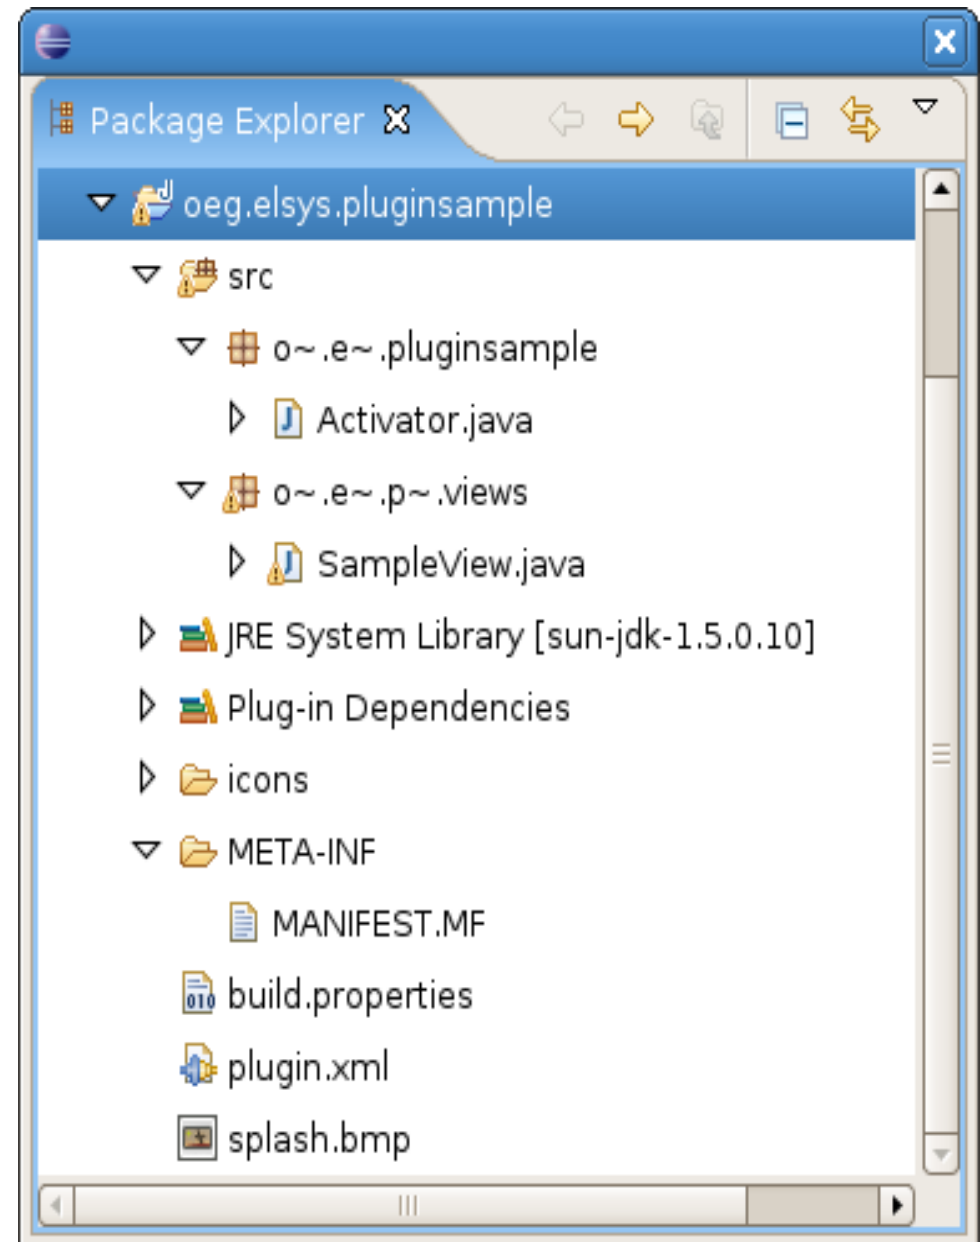 Package Explorer
oeg.elsys.pluginsample
src
o~.e~.pluginsample
Activator.java
o~.e~.p~.views
SampleView.java
JRE System Library [sun-jdk-1.5.0.10]
Plug-in Dependencies
icons
META-INF
MANIFEST.MF
build.properties
plugin.xml
splash.bmp